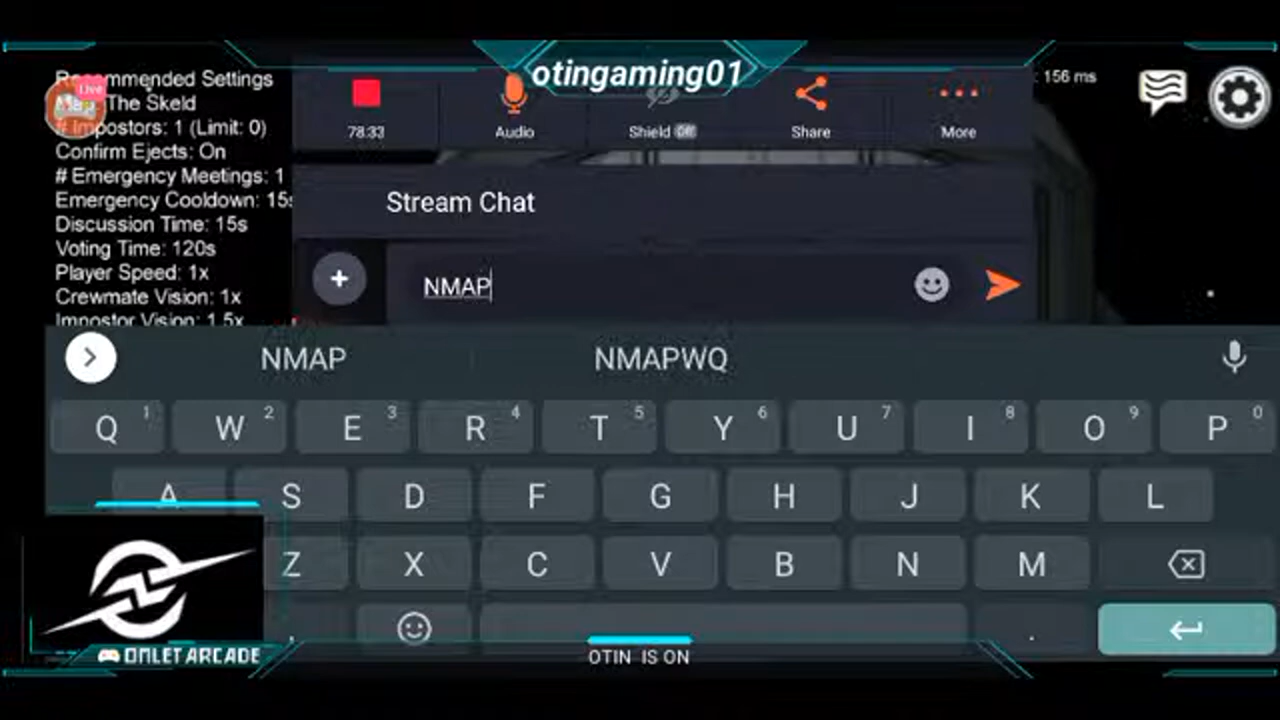 otingaming01
Recommended Settings
Map: The Skeld
# Impostors: 1 (Limit: 0)
Confirm Ejects: On
# Emergency Meetings: 1
Emergency Cooldown: 15s
Discussion Time: 15s
Voting Time: 120s
Player Speed: 1x
Crewmate Vision: 1x
Impostor Vision: 1.5x
Live
78:33
Audio
Shield Off
Share
More
: 156 ms
Stream Chat
NMAP
NMAP NMAPWQ
Q 1 W 2 E 3 R 4 T 5 Y 6 U 7 I 8 O 9 P 0
A S D F G H J K L
Z X C V B N M
, .
OMLET ARCADE
OTIN IS ON